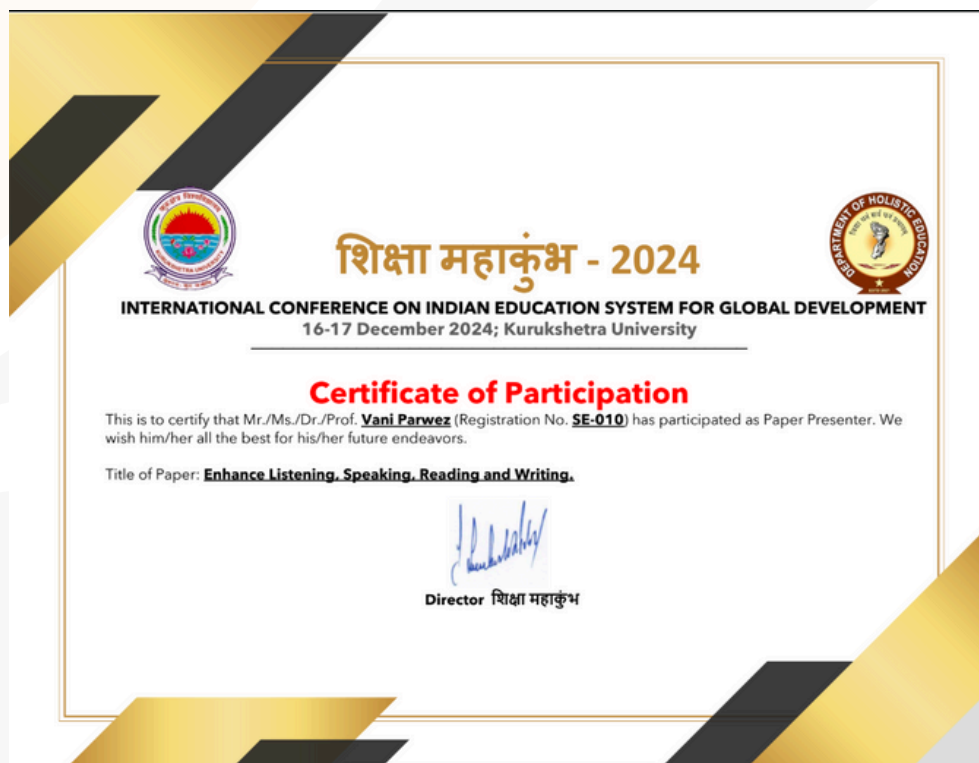 KURUKSHETRA UNIVERSITY
DEPARTMENT OF HOLISTIC EDUCATION
शिक्षा महाकुंभ - 2024
INTERNATIONAL CONFERENCE ON INDIAN EDUCATION SYSTEM FOR GLOBAL DEVELOPMENT
16-17 December 2024; Kurukshetra University
Certificate of Participation
This is to certify that Mr./Ms./Dr./Prof. Vani Parwez (Registration No. SE-010) has participated as Paper Presenter. We
wish him/her all the best for his/her future endeavors.
Title of Paper: Enhance Listening, Speaking, Reading and Writing.
Director शिक्षा महाकुंभ